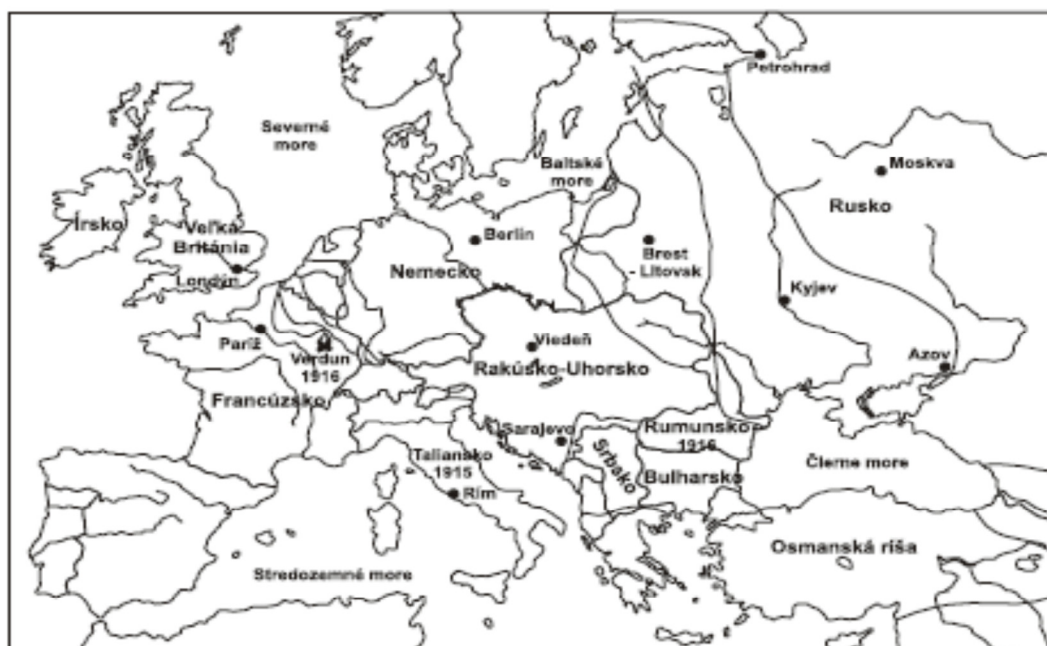 Petrohrad
Severné
more
Baltské
more
Moskva
Rusko
Írsko
Veľká
Británia
Londýn
Berlín
Nemecko
Brest
- Litovsk
Kyjev
Paríž
Verdun
1916
Viedeň
Rakúsko-Uhorsko
Azov
Francúzsko
Sarajevo
Rumunsko
1916
Taliansko
1915
Srbsko
Bulharsko
Čierne more
Rím
Osmanská ríša
Stredozemné more